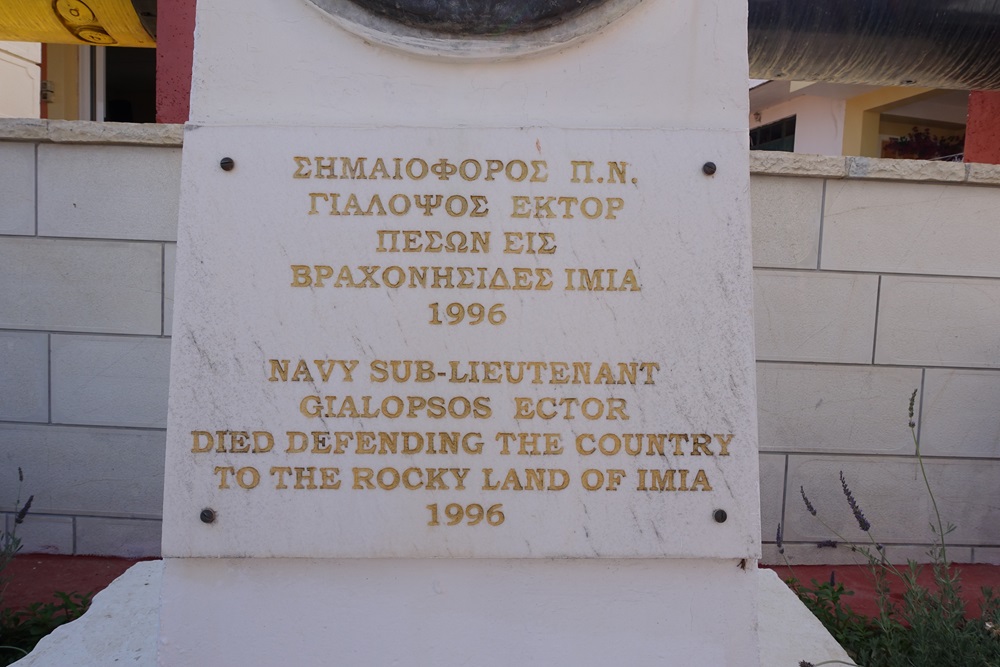 ΣΗΜΑΙΟΦΟΡΟΣ Π.Ν.
ΓΙΑΛΟΨΟΣ ΕΚΤΟΡ
ΠΕΣΩΝ ΕΙΣ
ΒΡΑΧΟΝΗΣΙΔΕΣ ΙΜΙΑ
1996
NAVY SUB-LIEUTENANT
GIALOPSOS ECTOR
DIED DEFENDING THE COUNTRY
TO THE ROCKY LAND OF IMIA
1996